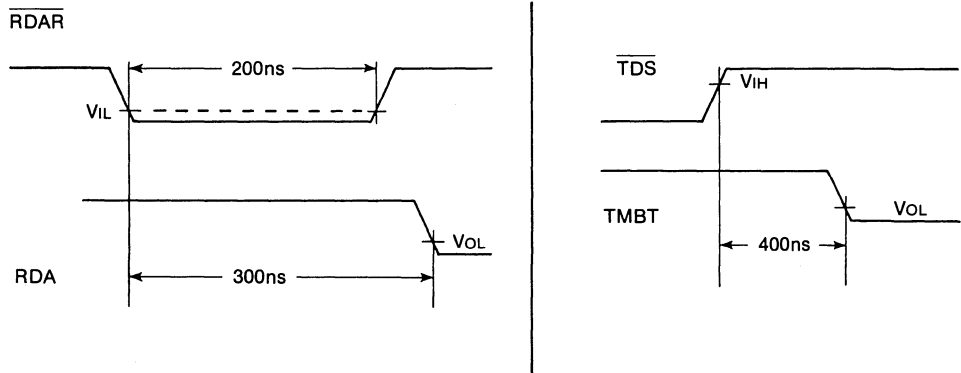 RDAR
200ns
VIL
VOL
RDA
300ns
TDS
VIH
TMBT
VOL
400ns